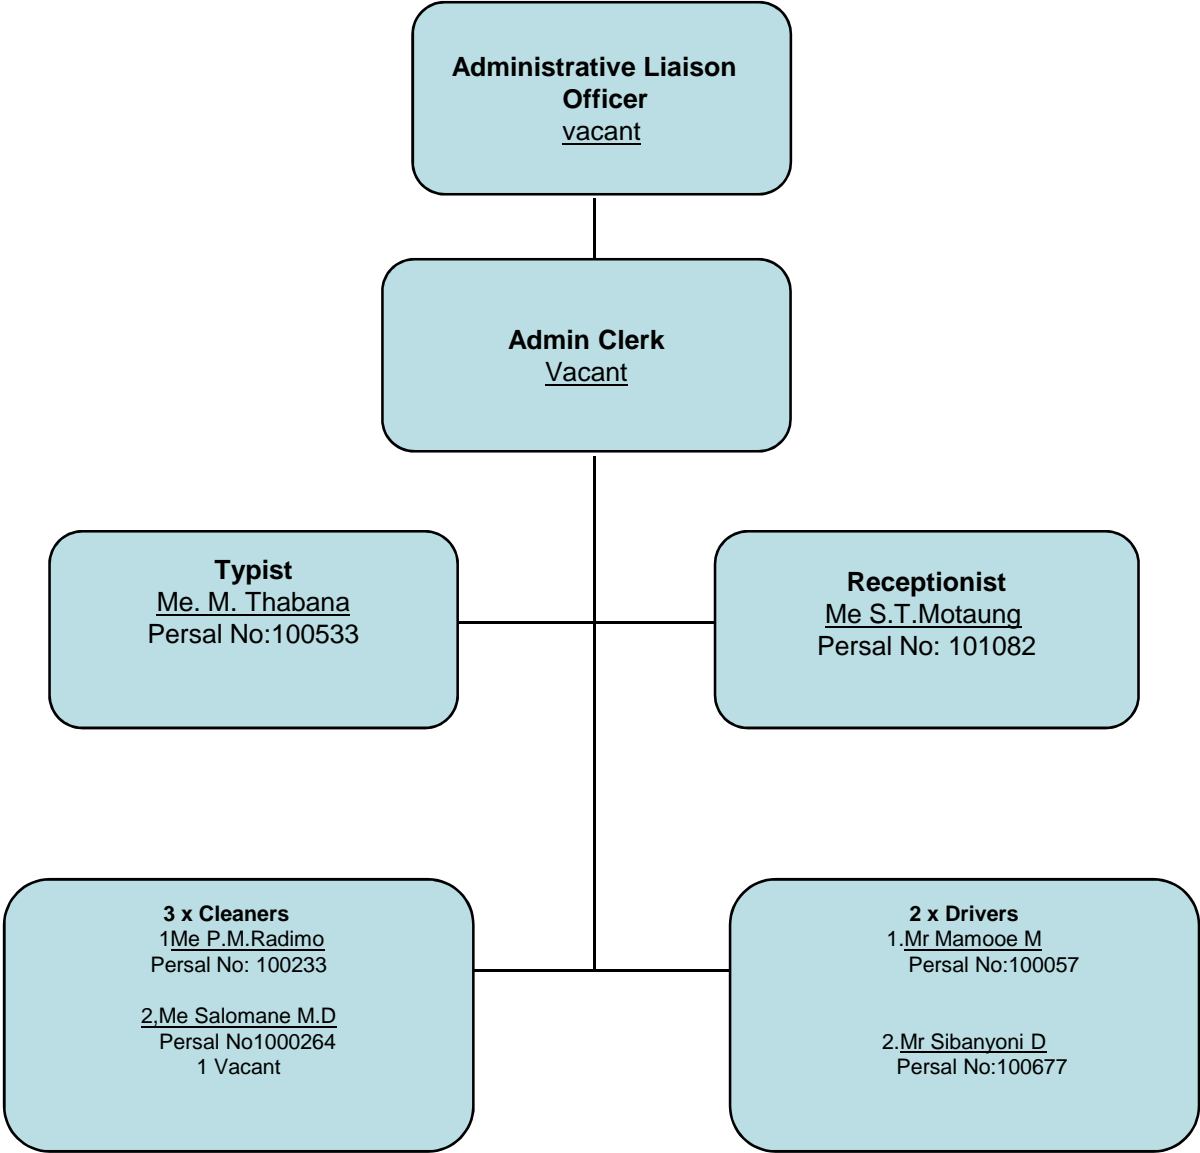 Administrative Liaison
Officer
vacant
Admin Clerk
Vacant
Typist
Me. M. Thabana
Persal No:100533
Receptionist
Me S.T.Motaung
Persal No: 101082
3 x Cleaners
1Me P.M.Radimo
Persal No: 100233
2,Me Salomane M.D
Persal No1000264
1 Vacant
2 x Drivers
1.Mr Mamooe M
Persal No:100057
2.Mr Sibanyoni D
Persal No:100677